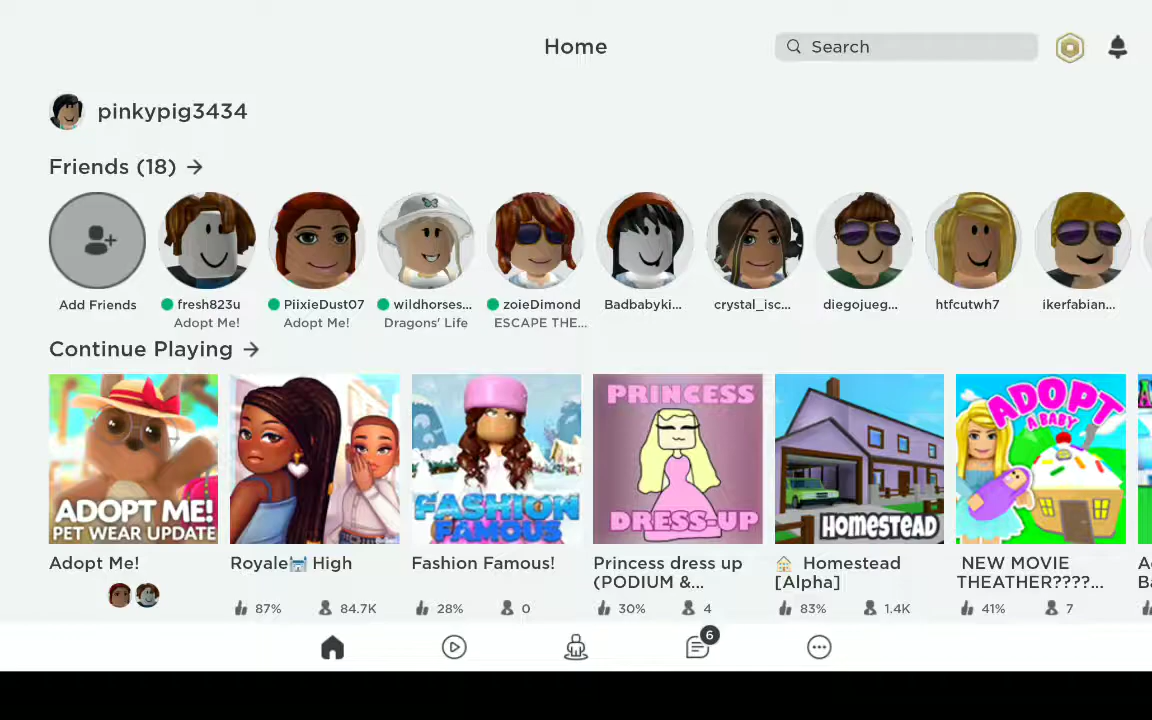 Home
Search
pinkypig3434
Friends (18)
Add Friends
fresh823u
Adopt Me!
PiixieDust07
Adopt Me!
wildhorses...
Dragons' Life
zoieDimond
ESCAPE THE...
Badbabyki...
crystal_isc...
diegojueg...
htfcutwh7
ikerfabian...
Continue Playing
ADOPT ME!
PET WEAR UPDATE
FASHION
FAMOUS
PRINCESS
DRESS-UP
HOMESTEAD
ADOPT
A BABY
Adopt Me!
Royale High
87% 84.7K
Fashion Famous!
28% 0
Princess dress up
(PODIUM &...
30% 4
Homestead
[Alpha]
83% 1.4K
NEW MOVIE
THEATHER????...
41% 7
6